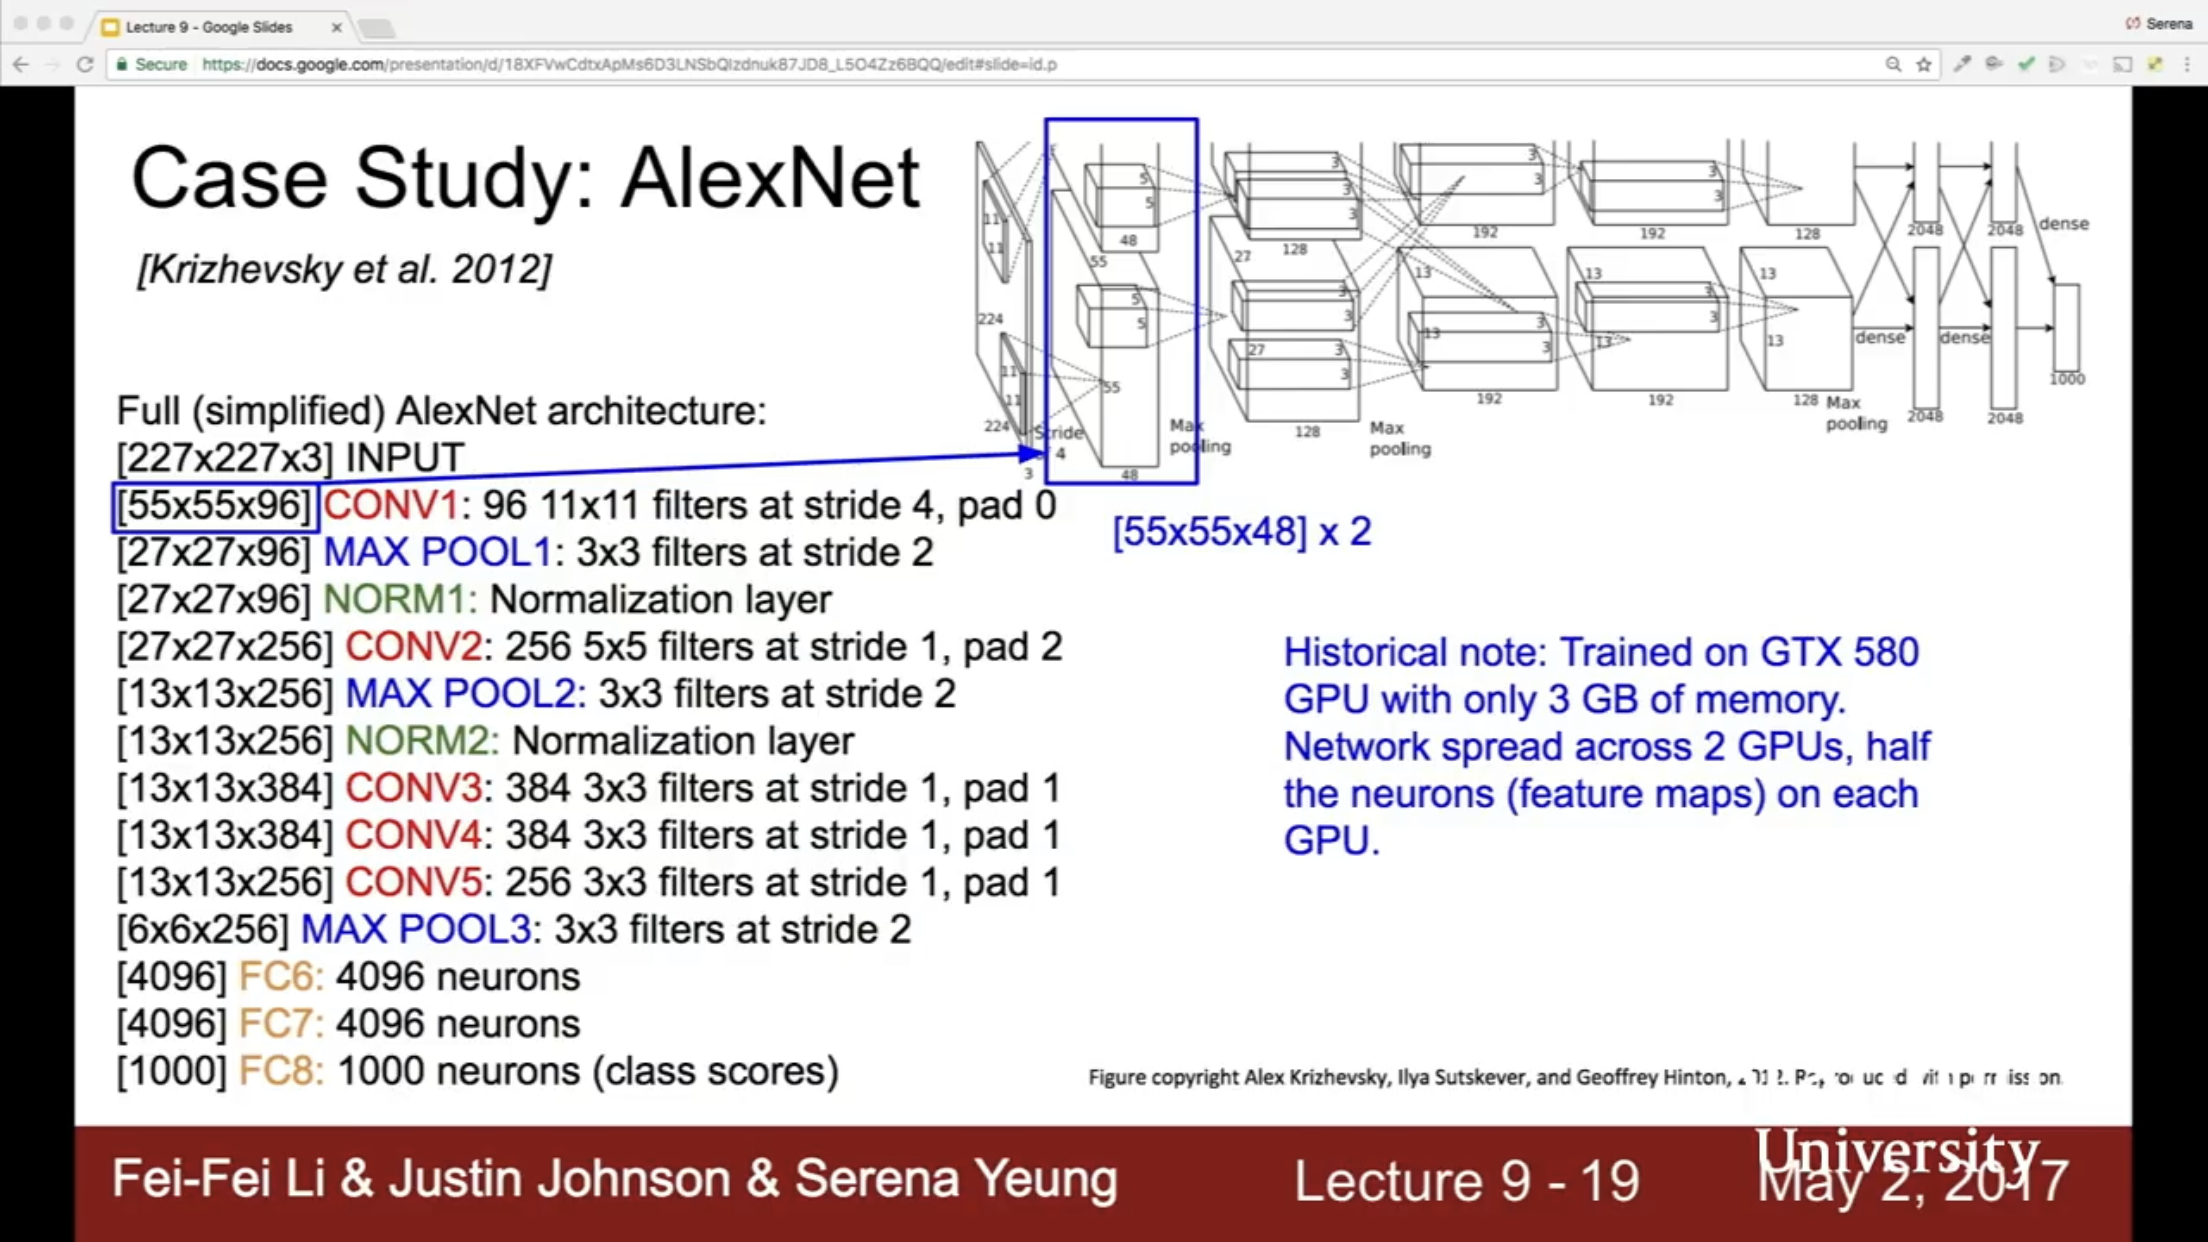 Lecture 9 - Google Slides
Serena
Secure https://docs.google.com/presentation/d/18XFVwCdtxApMs6D3LNSbQIzdnuk87JD8_L5O4Zz6BQQ/edit#slide=id.p
Case Study: AlexNet
[Krizhevsky et al. 2012]
Full (simplified) AlexNet architecture:
[227x227x3] INPUT
[55x55x96] CONV1: 96 11x11 filters at stride 4, pad 0
[27x27x96] MAX POOL1: 3x3 filters at stride 2
[27x27x96] NORM1: Normalization layer
[27x27x256] CONV2: 256 5x5 filters at stride 1, pad 2
[13x13x256] MAX POOL2: 3x3 filters at stride 2
[13x13x256] NORM2: Normalization layer
[13x13x384] CONV3: 384 3x3 filters at stride 1, pad 1
[13x13x384] CONV4: 384 3x3 filters at stride 1, pad 1
[13x13x256] CONV5: 256 3x3 filters at stride 1, pad 1
[6x6x256] MAX POOL3: 3x3 filters at stride 2
[4096] FC6: 4096 neurons
[4096] FC7: 4096 neurons
[1000] FC8: 1000 neurons (class scores)
11
11
224
11
11
224
Stride
4
3
5
5
48
55
5
5
55
48
Max
pooling
3
3
3
3
128
27
3
3
27
3
3
128
Max
pooling
3
3
192
13
3
13
3
192
3
3
192
13
3
3
13
192
128
13
13
128
Max
pooling
2048
2048
dense
dense
dense
2048
2048
1000
[55x55x48] x 2
Historical note: Trained on GTX 580
GPU with only 3 GB of memory.
Network spread across 2 GPUs, half
the neurons (feature maps) on each
GPU.
Figure copyright Alex Krizhevsky, Ilya Sutskever, and Geoffrey Hinton,
Fei-Fei Li & Justin Johnson & Serena Yeung
Lecture 9 - 19
University
May 2, 2017